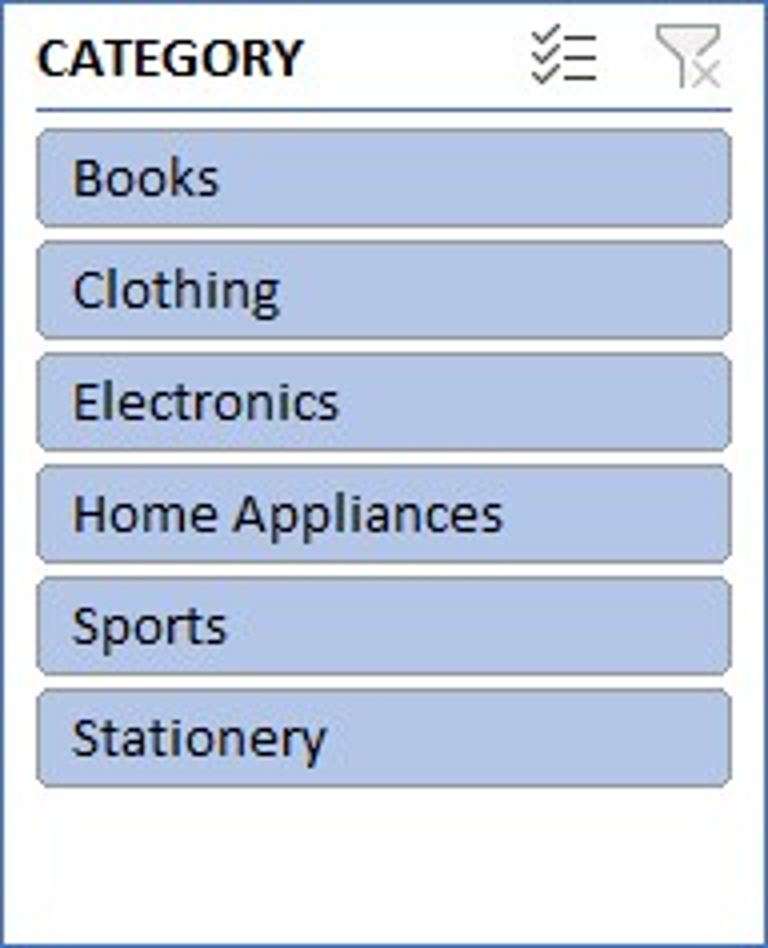 CATEGORY
Books
Clothing
Electronics
Home Appliances
Sports
Stationery